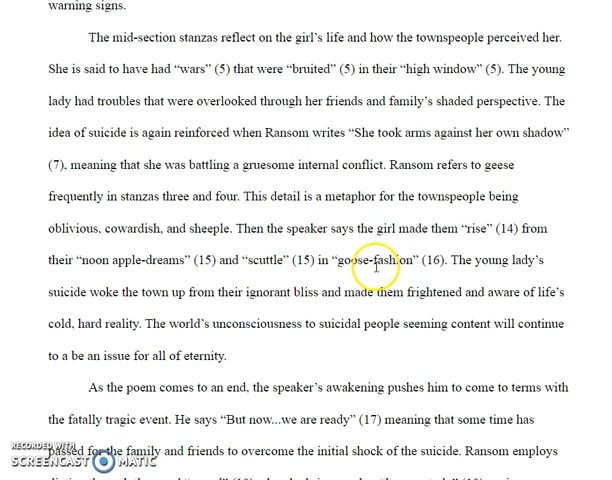 warning signs.
The mid-section stanzas reflect on the girl’s life and how the townspeople perceived her.
She is said to have had “wars” (5) that were “bruited” (5) in their “high window” (5). The young
lady had troubles that were overlooked through her friends and family’s shaded perspective. The
idea of suicide is again reinforced when Ransom writes “She took arms against her own shadow”
(7), meaning that she was battling a gruesome internal conflict. Ransom refers to geese
frequently in stanzas three and four. This detail is a metaphor for the townspeople being
oblivious, cowardish, and sheeple. Then the speaker says the girl made them “rise” (14) from
their “noon apple-dreams” (15) and “scuttle” (15) in “goose-fashion” (16). The young lady’s
suicide woke the town up from their ignorant bliss and made them frightened and aware of life’s
cold, hard reality. The world’s unconsciousness to suicidal people seeming content will continue
to a be an issue for all of eternity.
As the poem comes to an end, the speaker’s awakening pushes him to come to terms with
the fatally tragic event. He says “But now...we are ready” (17) meaning that some time has
RECORDED WITH
passed for the family and friends to overcome the initial shock of the suicide. Ransom employs
SCREENCAST MATIC